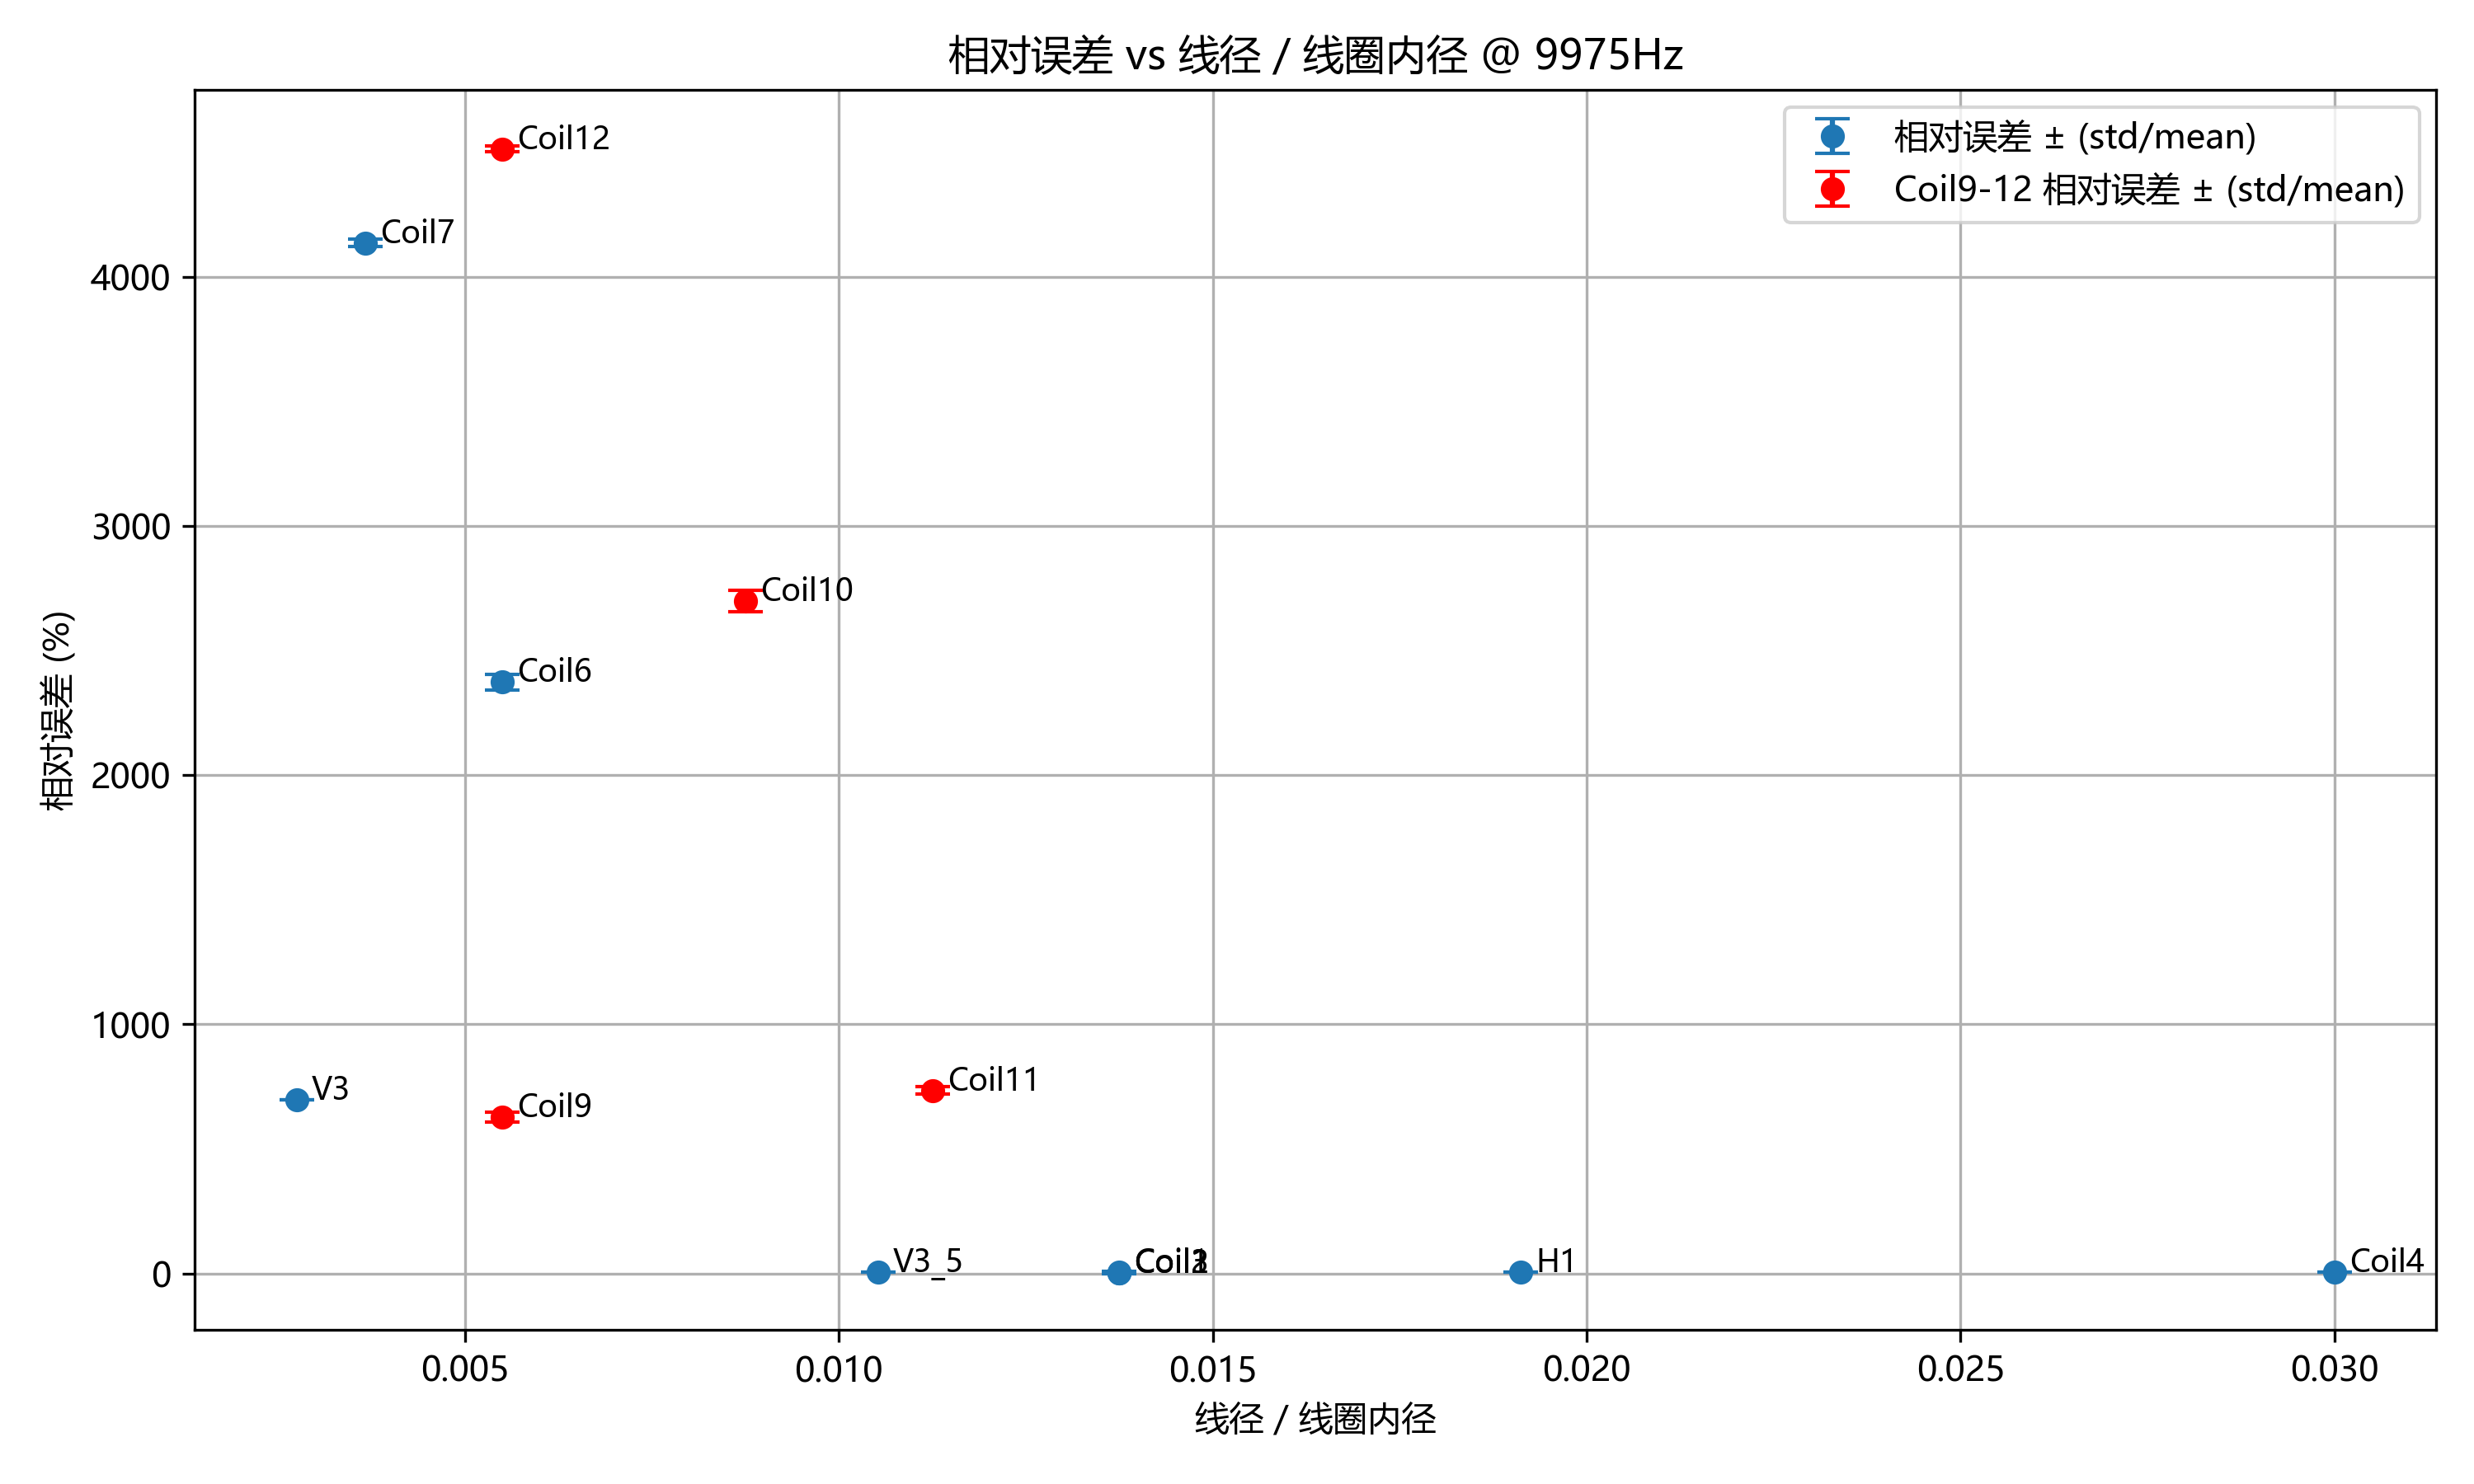 相对误差 vs 线径 / 线圈内径 @ 9975Hz
相对误差 ± (std/mean)
Coil9-12 相对误差 ± (std/mean)
Coil12
Coil7
4000
3000
Coil10
Coil6
相对误差 (%)
2000
1000
V3
Coil9
Coil11
0
V3_5
H1
Coil4
0.005
0.010
0.015
0.020
0.025
0.030
线径 / 线圈内径